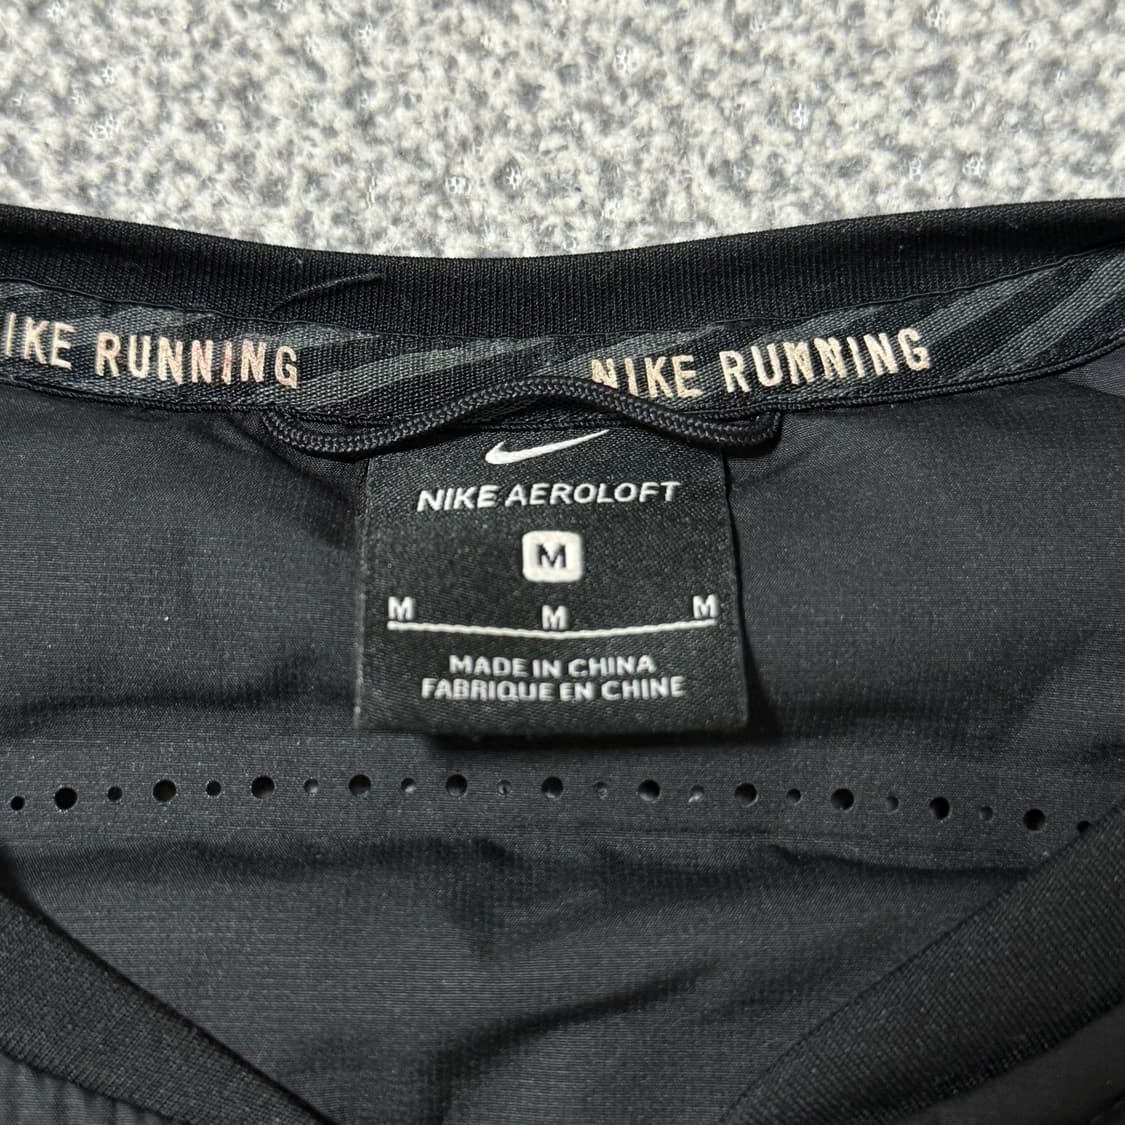 IKE RUNNING
NIKE RUNNING
NIKE AEROLOFT
M
M M M
MADE IN CHINA
FABRIQUE EN CHINE